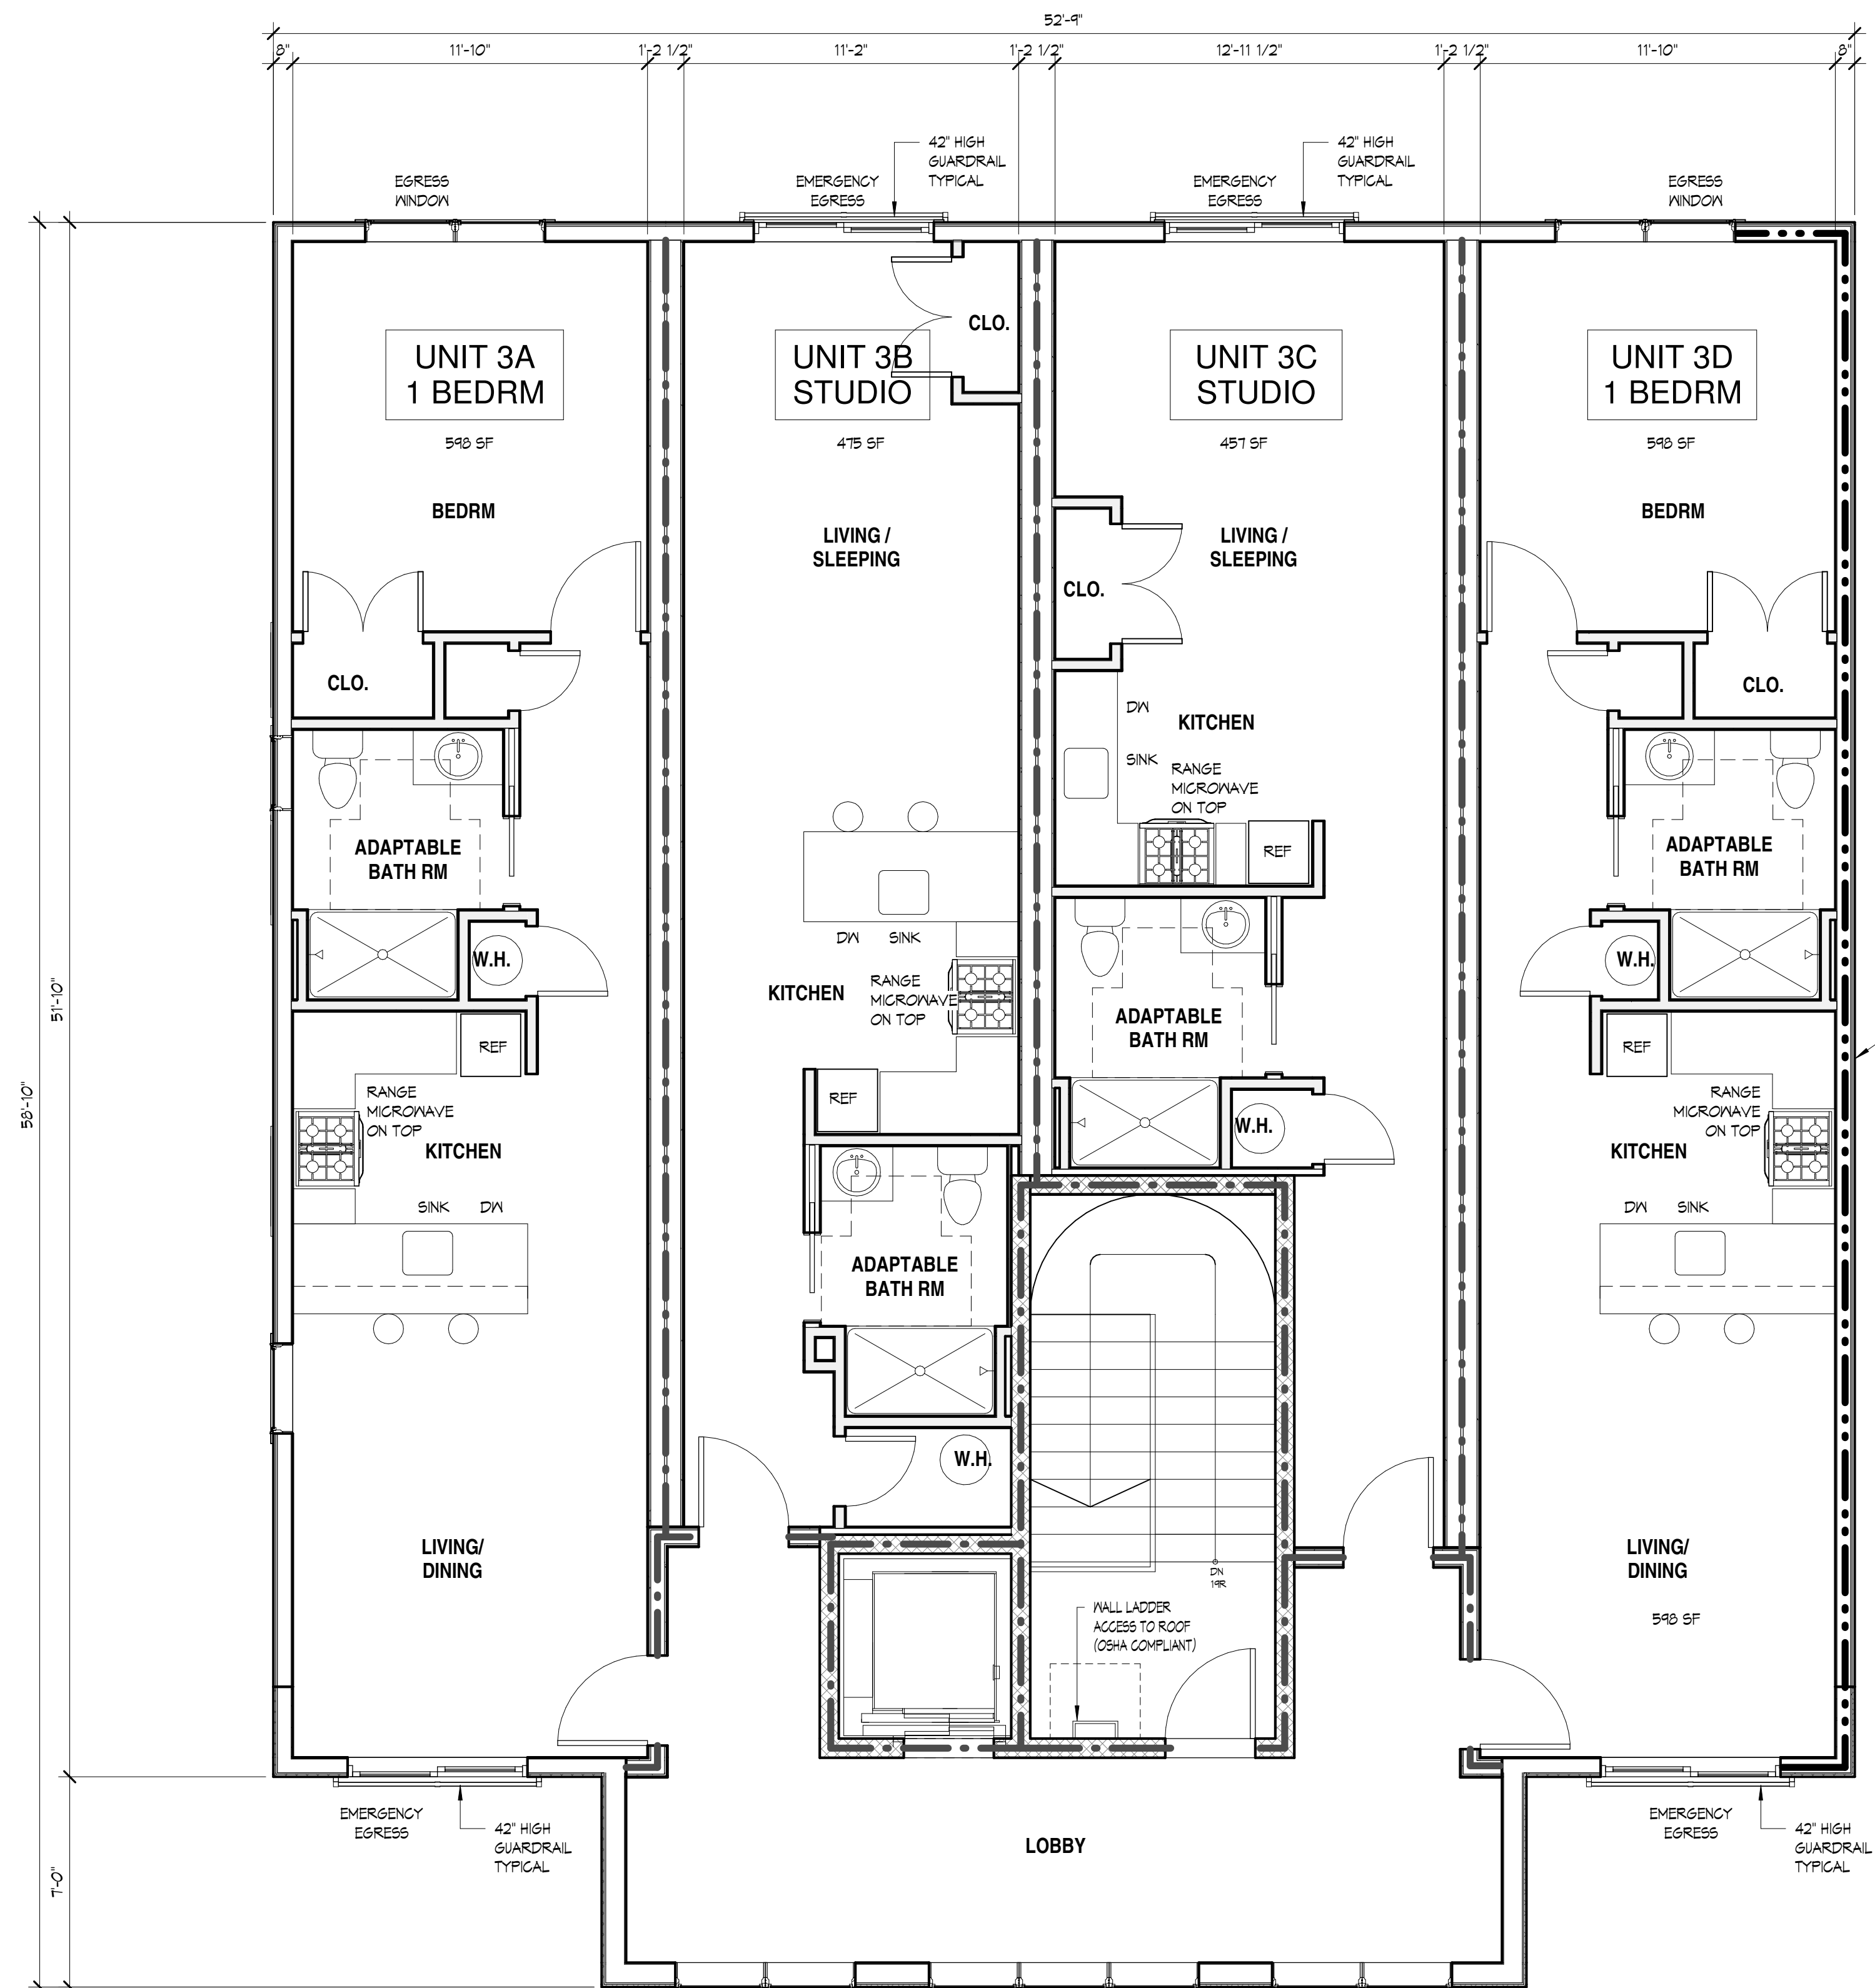 52'-9"
8"
11'-10"
1'-2 1/2"
11'-2"
1'-2 1/2"
12'-11 1/2"
1'-2 1/2"
11'-10"
8"
42" HIGH
GUARDRAIL
TYPICAL
42" HIGH
GUARDRAIL
TYPICAL
EGRESS
WINDOW
EMERGENCY
EGRESS
EMERGENCY
EGRESS
EGRESS
WINDOW
CLO.
UNIT 3A
1 BEDRM
UNIT 3B
STUDIO
UNIT 3C
STUDIO
UNIT 3D
1 BEDRM
598 SF
475 SF
457 SF
598 SF
BEDRM
LIVING /
SLEEPING
LIVING /
SLEEPING
BEDRM
CLO.
CLO.
CLO.
DW
KITCHEN
SINK
RANGE
MICROWAVE
ON TOP
REF
ADAPTABLE
BATH RM
ADAPTABLE
BATH RM
DW
SINK
W.H.
W.H.
KITCHEN
RANGE
MICROWAVE
ON TOP
ADAPTABLE
BATH RM
51'-10"
58'-10"
REF
REF
RANGE
MICROWAVE
ON TOP
REF
RANGE
MICROWAVE
ON TOP
W.H.
KITCHEN
KITCHEN
SINK
DW
DW
SINK
ADAPTABLE
BATH RM
W.H.
LIVING/
DINING
LIVING/
DINING
DN
19R
WALL LADDER
ACCESS TO ROOF
(OSHA COMPLIANT)
598 SF
EMERGENCY
EGRESS
42" HIGH
GUARDRAIL
TYPICAL
EMERGENCY
EGRESS
42" HIGH
GUARDRAIL
TYPICAL
LOBBY
7'-0"